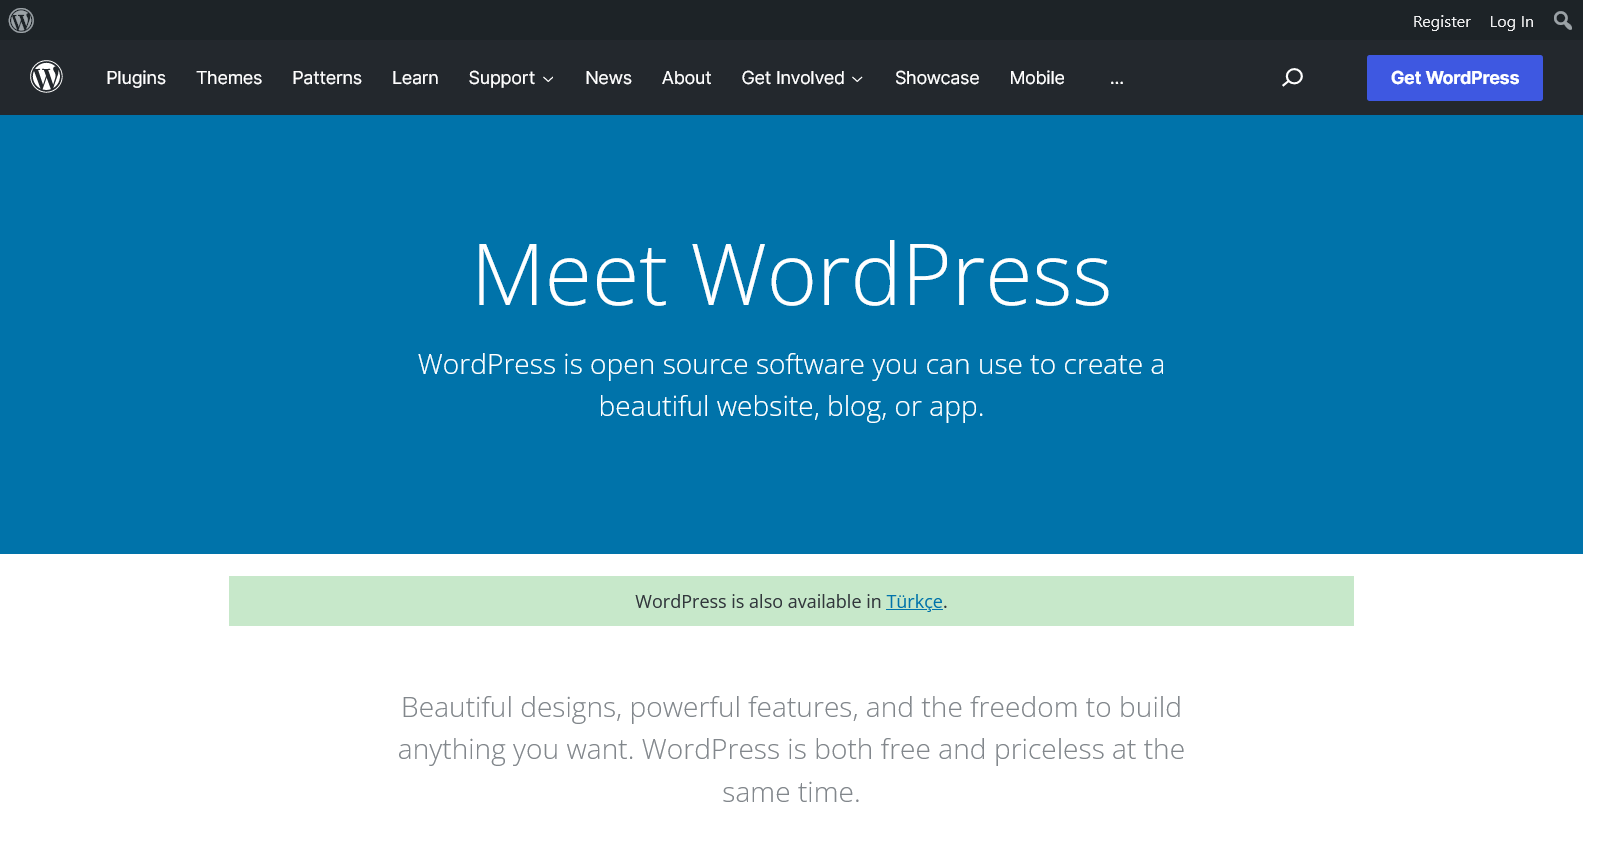 Register Log In
Plugins Themes Patterns Learn Support News About Get Involved Showcase Mobile ... Get WordPress
Meet WordPress
WordPress is open source software you can use to create a
beautiful website, blog, or app.
WordPress is also available in Türkçe.
Beautiful designs, powerful features, and the freedom to build
anything you want. WordPress is both free and priceless at the
same time.